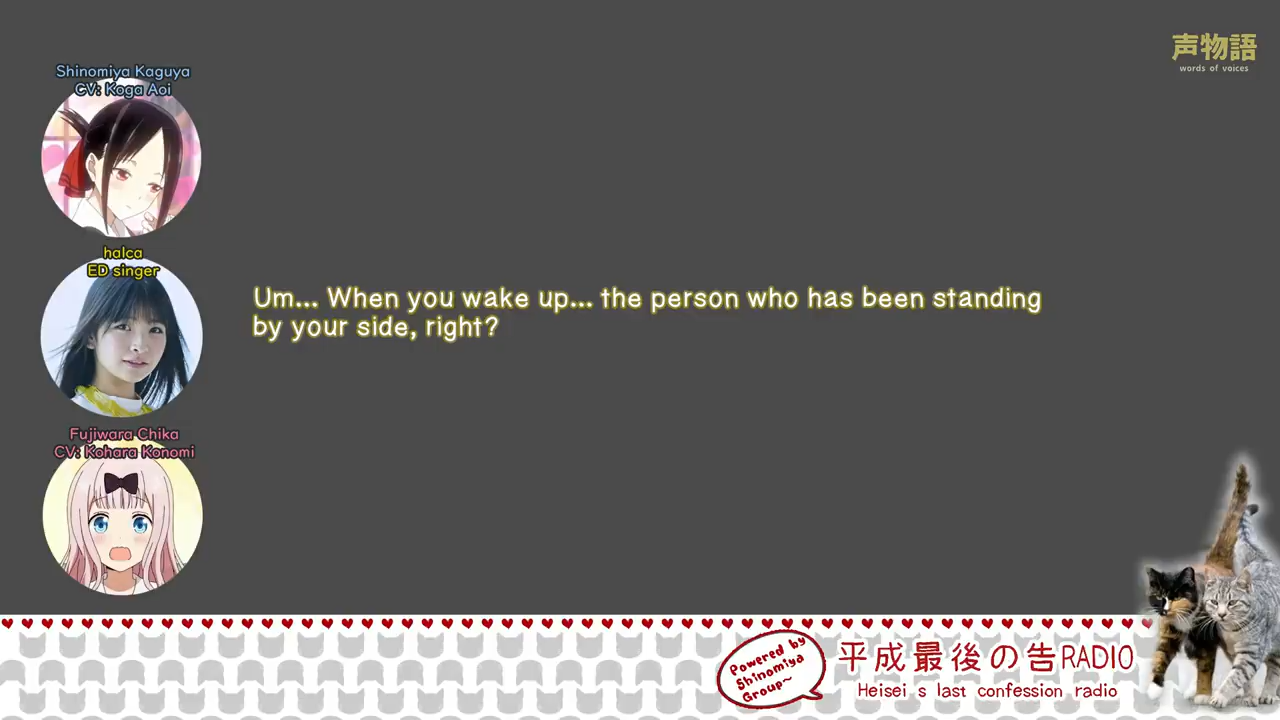 声物語
words of voices
Shinomiya Kaguya
CV: Koga Aoi
halca
ED singer
Um... When you wake up... the person who has been standing
by your side, right?
Fujiwara Chika
CV: Kohara Konomi
Powered by
Shinomiya
Group~
平成最後の告RADIO
Heisei s last confession radio